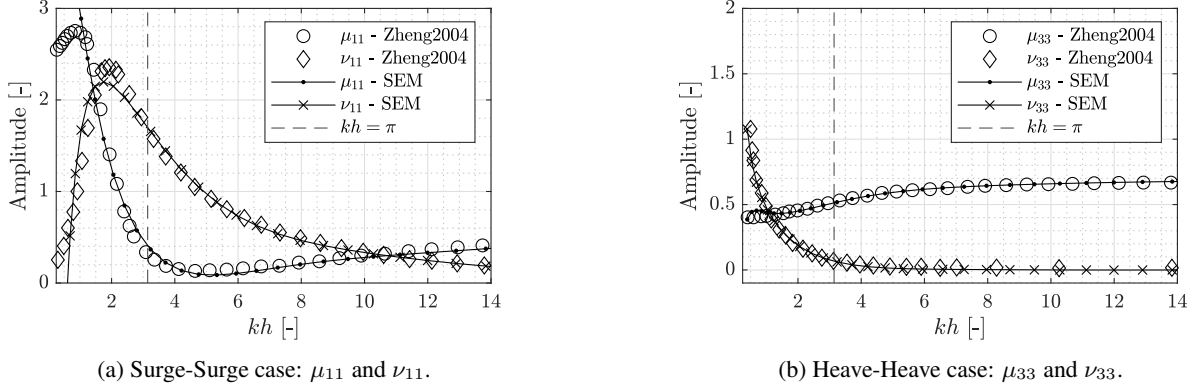 3
2
1
0
Amplitude [-]
μ₁₁ - Zheng2004
ν₁₁ - Zheng2004
μ₁₁ - SEM
ν₁₁ - SEM
kh = π
2 4 6 8 10 12 14
kh [-]
(a) Surge-Surge case: μ₁₁ and ν₁₁.
2
1.5
1
0.5
0
Amplitude [-]
μ₃₃ - Zheng2004
ν₃₃ - Zheng2004
μ₃₃ - SEM
ν₃₃ - SEM
kh = π
2 4 6 8 10 12 14
kh [-]
(b) Heave-Heave case: μ₃₃ and ν₃₃.